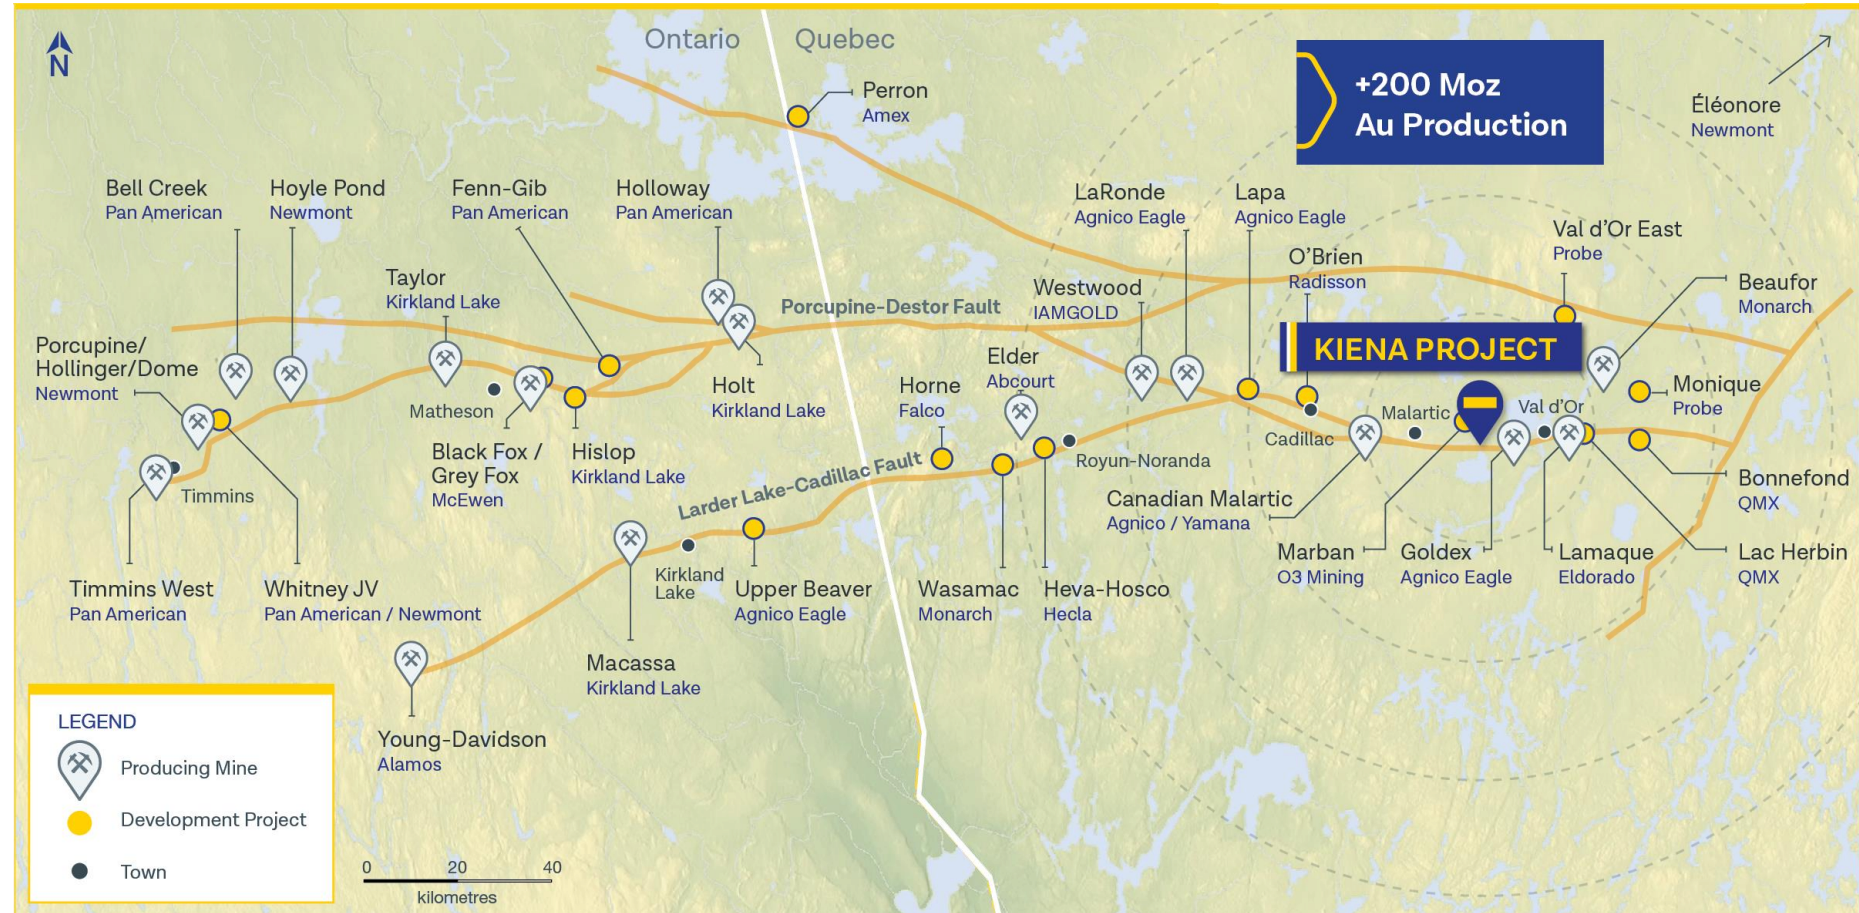 N
Ontario
Quebec
+200 Moz
Au Production
Perron
Amex
Éléonore
Newmont
Bell Creek
Pan American
Hoyle Pond
Newmont
Fenn-Gib
Pan American
Holloway
Pan American
LaRonde
Agnico Eagle
Lapa
Agnico Eagle
Val d'Or East
Probe
O'Brien
Radisson
Taylor
Kirkland Lake
Westwood
IAMGOLD
Beaufor
Monarch
Porcupine-Destor Fault
KIENA PROJECT
Porcupine/
Hollinger/Dome
Newmont
Elder
Abcourt
Holt
Kirkland Lake
Horne
Falco
Monique
Probe
Matheson
Malartic
Val d'Or
Cadillac
Black Fox /
Grey Fox
McEwen
Hislop
Kirkland Lake
Larder Lake-Cadillac Fault
Royun-Noranda
Timmins
Canadian Malartic
Agnico / Yamana
Bonnefond
QMX
Marban
O3 Mining
Goldex
Agnico Eagle
Lamaque
Eldorado
Lac Herbin
QMX
Timmins West
Pan American
Whitney JV
Pan American / Newmont
Kirkland
Lake
Upper Beaver
Agnico Eagle
Wasamac
Monarch
Heva-Hosco
Hecla
Macassa
Kirkland Lake
Young-Davidson
Alamos
LEGEND
Producing Mine
Development Project
Town
0 20 40
kilometres